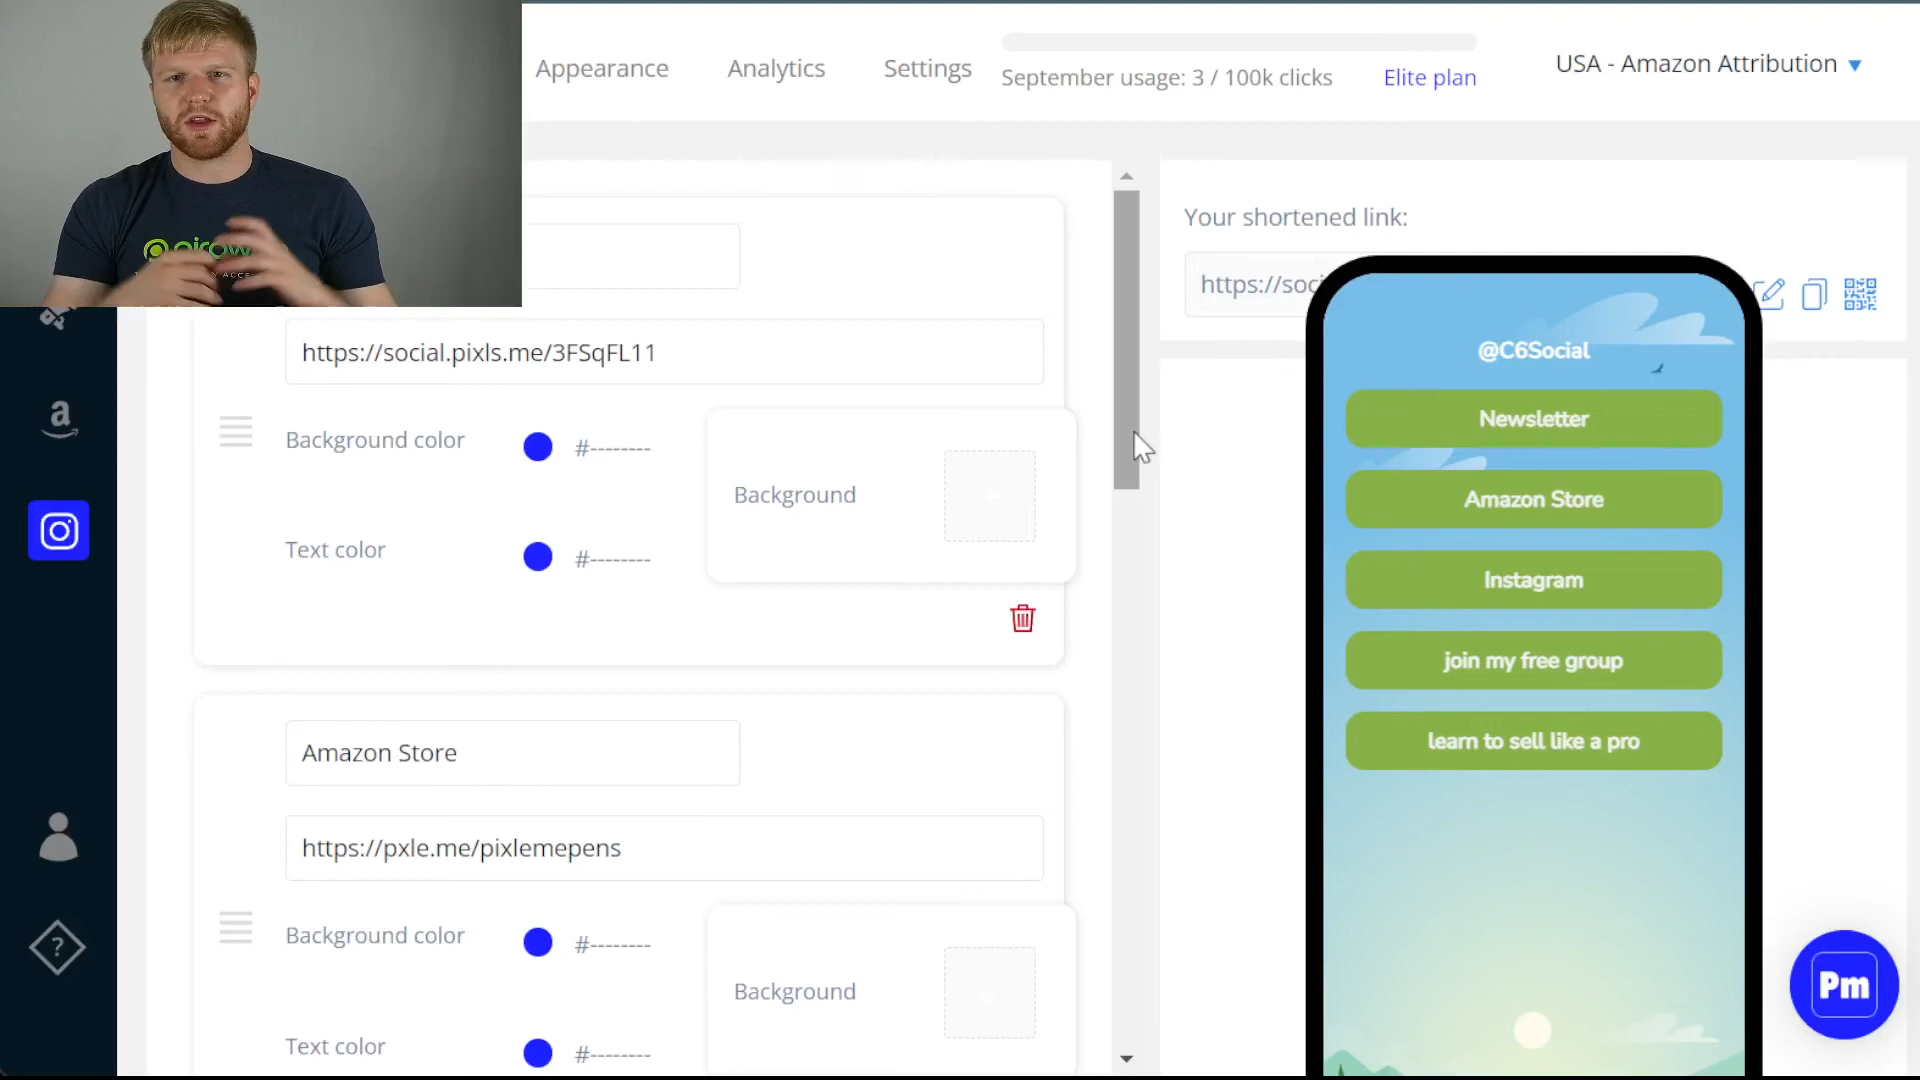 Appearance
Analytics
Settings
September usage: 3 / 100k clicks
Elite plan
USA - Amazon Attribution
Your shortened link:
https://soci
https://social.pixls.me/3FSqFL11
Background color
#--------
Background
Text color
#--------
Amazon Store
https://pxle.me/pixlemepens
Background color
#--------
Background
Text color
#--------
@C6Social
Newsletter
Amazon Store
Instagram
join my free group
learn to sell like a pro
a
?
Pm